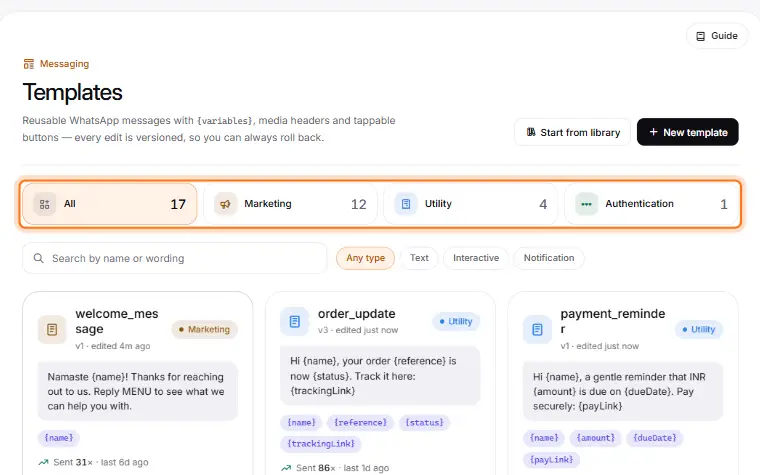 Guide
Messaging
Templates
Reusable WhatsApp messages with {variables}, media headers and tappable
buttons — every edit is versioned, so you can always roll back.
Start from library
+ New template
All 17
Marketing 12
Utility 4
Authentication 1
Search by name or wording
Any type
Text
Interactive
Notification
welcome_mes
sage
v1 · edited 4m ago
Marketing
Namaste {name}! Thanks for reaching
out to us. Reply MENU to see what we
can help you with.
{name}
Sent 31× · last 6d ago
order_update
v3 · edited just now
Utility
Hi {name}, your order {reference} is
now {status}. Track it here:
{trackingLink}
{name} {reference} {status}
{trackingLink}
Sent 86× · last 1d ago
payment_reminde
r
v1 · edited just now
Utility
Hi {name}, a gentle reminder that INR
{amount} is due on {dueDate}. Pay
securely: {payLink}
{name} {amount} {dueDate}
{payLink}